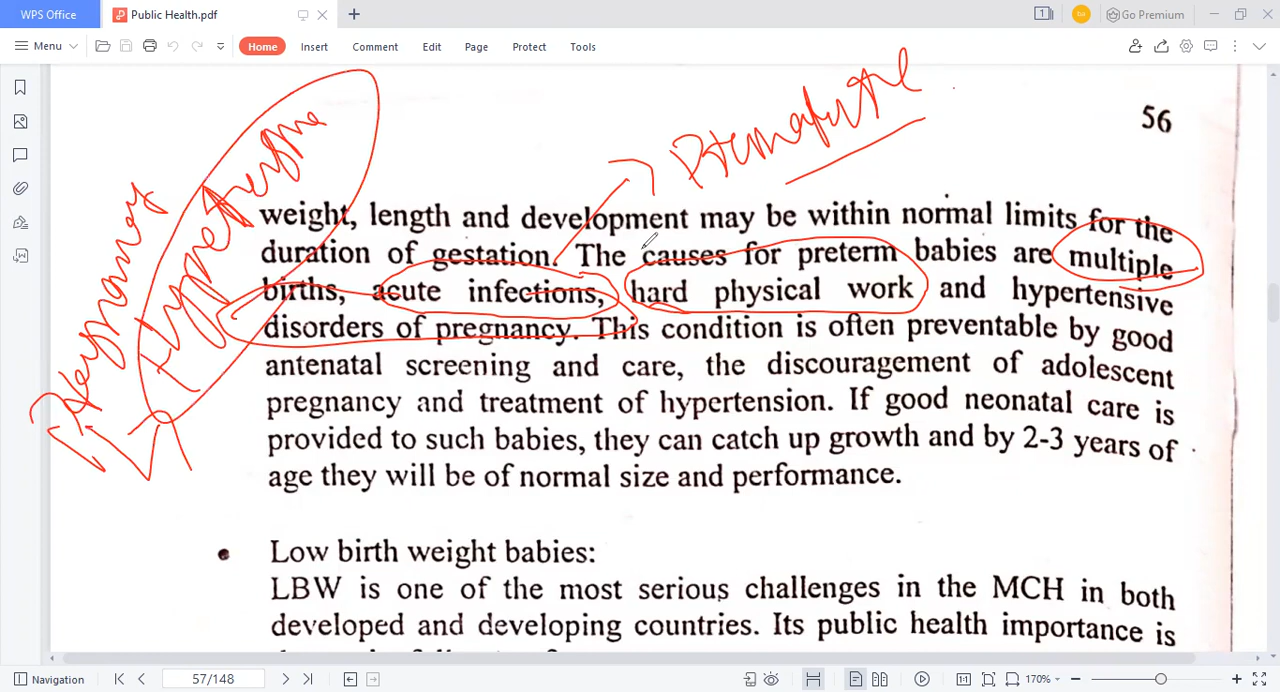 WPS Office
Public Health.pdf
Go Premium
Menu
Home
Insert
Comment
Edit
Page
Protect
Tools
56
weight, length and development may be within normal limits for the
duration of gestation. The causes for preterm babies are multiple
births, acute infections, hard physical work and hypertensive
disorders of pregnancy. This condition is often preventable by good
antenatal screening and care, the discouragement of adolescent
pregnancy and treatment of hypertension. If good neonatal care is
provided to such babies, they can catch up growth and by 2-3 years of
age they will be of normal size and performance.
• Low birth weight babies:
LBW is one of the most serious challenges in the MCH in both
developed and developing countries. Its public health importance is
Navigation
57/148
170%